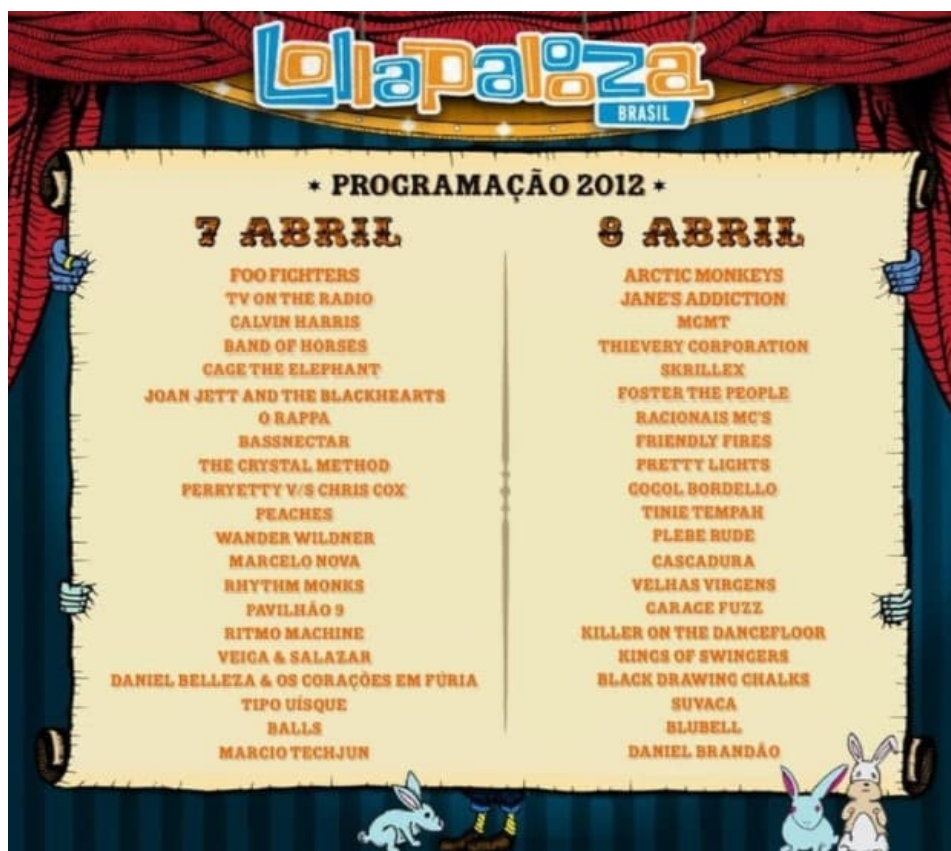 Lollapalooza
BRASIL
* PROGRAMAÇÃO 2012 *
7 ABRIL
FOO FIGHTERS
TV ON THE RADIO
CALVIN HARRIS
BAND OF HORSES
CAGE THE ELEPHANT
JOAN JETT AND THE BLACKHEARTS
O RAPPA
BASSNECTAR
THE CRYSTAL METHOD
PERRYETTY V/S CHRIS COX
PEACHES
WANDER WILDNER
MARCELO NOVA
RHYTHM MONKS
PAVILHÃO 9
RITMO MACHINE
VEIGA & SALAZAR
DANIEL BELLEZA & OS CORAÇÕES EM FÚRIA
TIPO UÍSQUE
BALLS
MARCIO TECHJUN
8 ABRIL
ARCTIC MONKEYS
JANE'S ADDICTION
MGMT
THIEVERY CORPORATION
SKRILLEX
FOSTER THE PEOPLE
RACIONAIS MC'S
FRIENDLY FIRES
PRETTY LIGHTS
GOGOL BORDELLO
TINIE TEMPAH
PLEBE RUDE
CASCADURA
VELHAS VIRGENS
GARAGE FUZZ
KILLER ON THE DANCEFLOOR
KINGS OF SWINGERS
BLACK DRAWING CHALKS
SUVACA
BLUBELL
DANIEL BRANDÃO